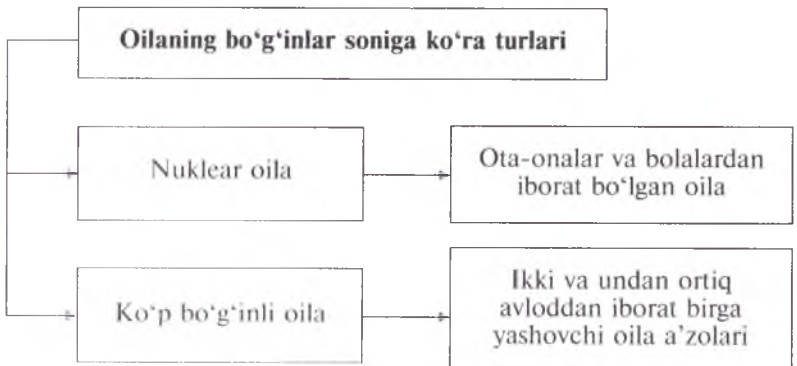 Oilaning bo‘g‘inlar soniga ko‘ra turlari
Nuklear oila
Ota-onalar va bolalardan
iborat bo‘lgan oila
Ko‘p bo‘g‘inli oila
Ikki va undan ortiq
avloddan iborat birga
yashovchi oila a’zolari